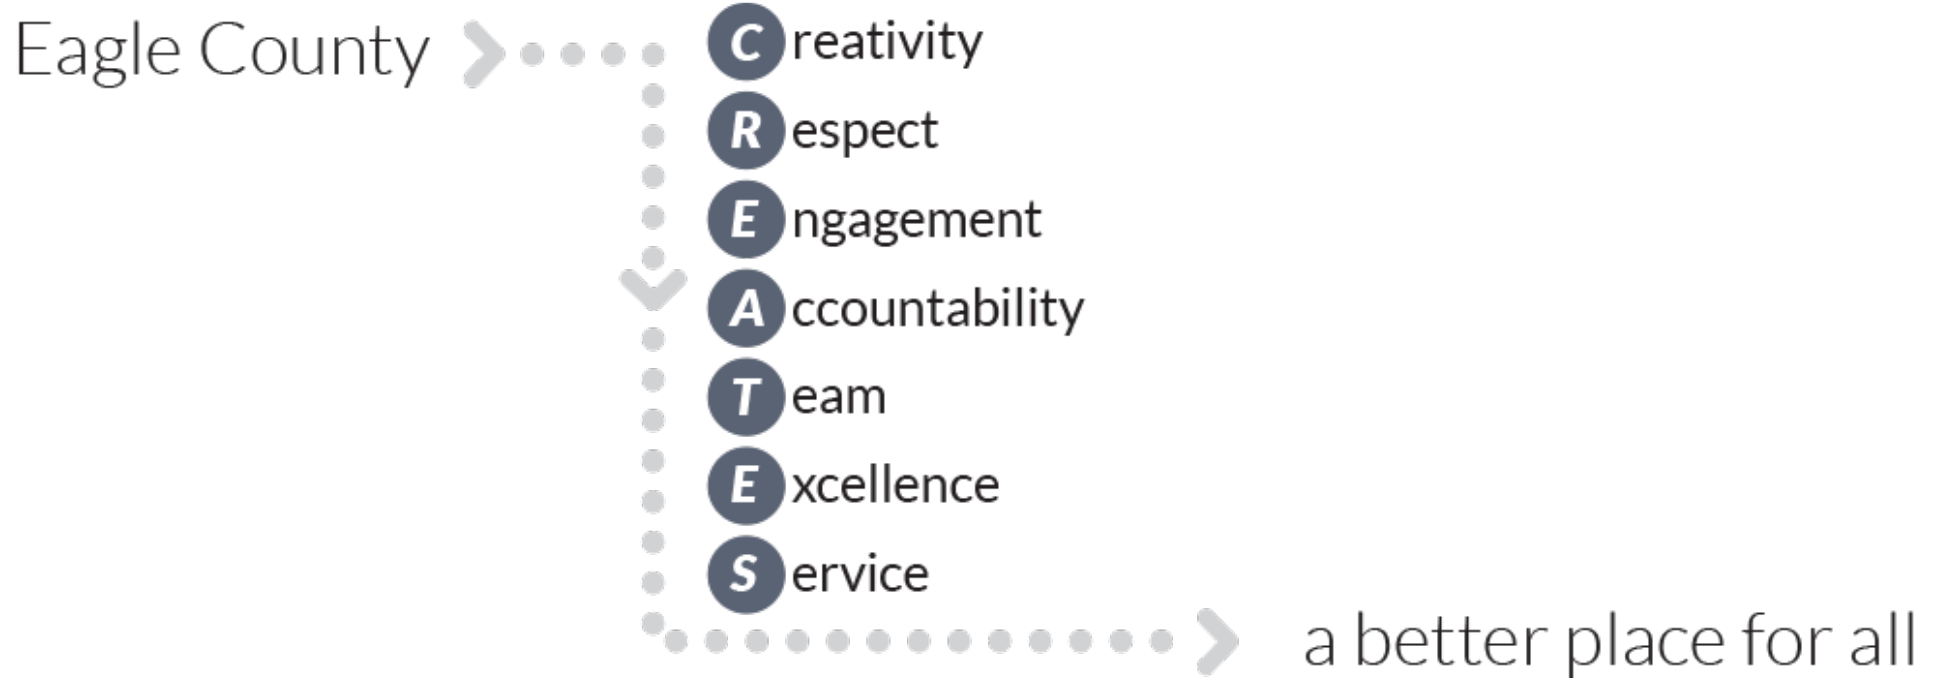 Eagle County
Creativity
Respect
Engagement
Accountability
Team
Excellence
Service
a better place for all